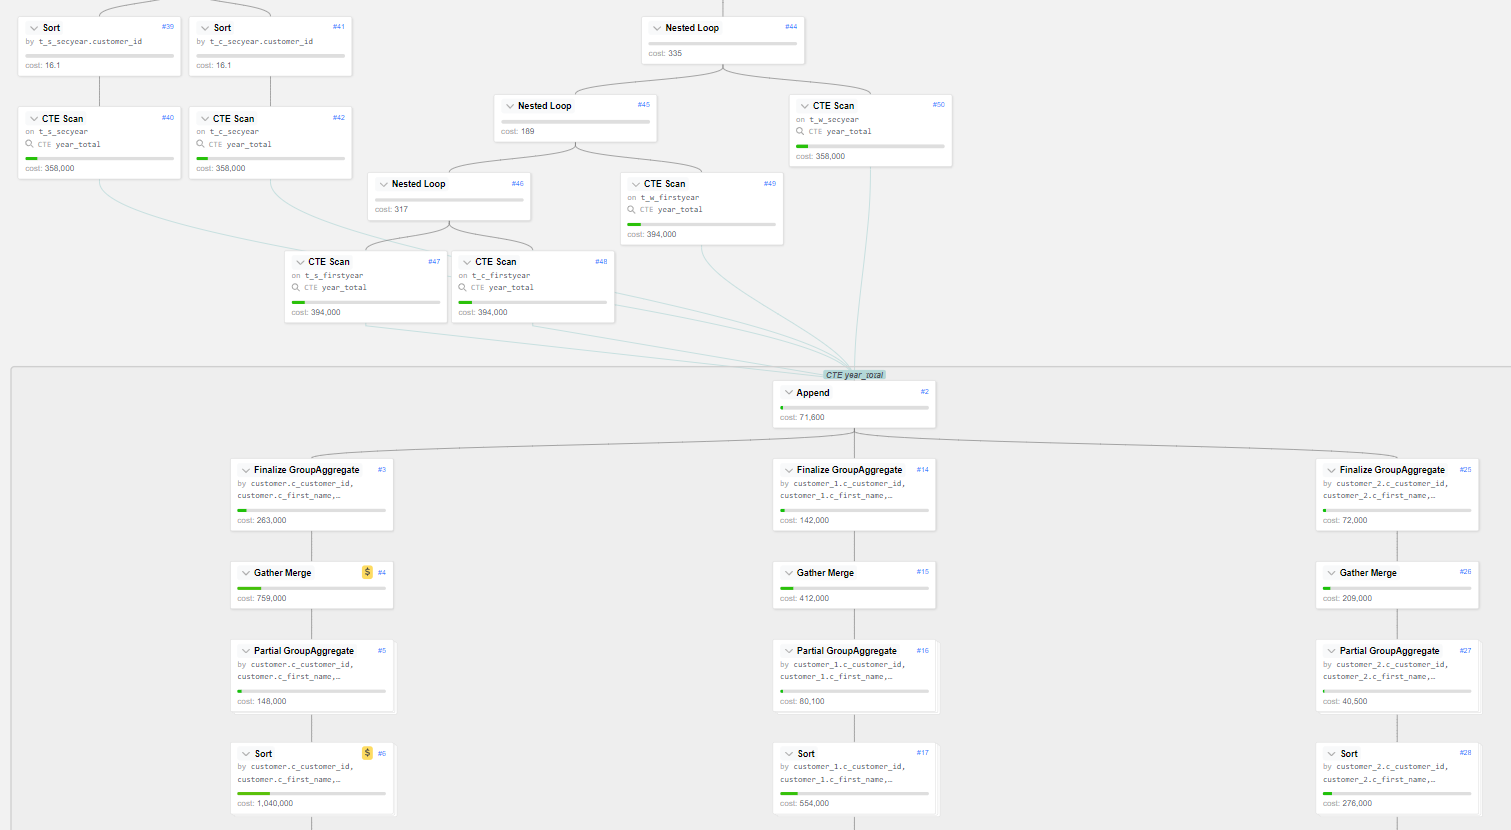 Sort #39
by t_s_secyear.customer_id
cost: 16.1
Sort #41
by t_c_secyear.customer_id
cost: 16.1
Nested Loop #44
cost: 335
Nested Loop #45
cost: 189
CTE Scan #50
on t_w_secyear
CTE year_total
cost: 358,000
CTE Scan #40
on t_s_secyear
CTE year_total
cost: 358,000
CTE Scan #42
on t_c_secyear
CTE year_total
cost: 358,000
Nested Loop #46
cost: 317
CTE Scan #49
on t_w_firstyear
CTE year_total
cost: 394,000
CTE Scan #47
on t_s_firstyear
CTE year_total
cost: 394,000
CTE Scan #48
on t_c_firstyear
CTE year_total
cost: 394,000
CTE year_total
Append #2
cost: 71,600
Finalize GroupAggregate #3
by customer.c_customer_id,
customer.c_first_name,…
cost: 263,000
Finalize GroupAggregate #14
by customer_1.c_customer_id,
customer_1.c_first_name,…
cost: 142,000
Finalize GroupAggregate #25
by customer_2.c_customer_id,
customer_2.c_first_name,…
cost: 72,000
Gather Merge $ #4
cost: 759,000
Gather Merge #15
cost: 412,000
Gather Merge #26
cost: 209,000
Partial GroupAggregate #5
by customer.c_customer_id,
customer.c_first_name,…
cost: 148,000
Partial GroupAggregate #16
by customer_1.c_customer_id,
customer_1.c_first_name,…
cost: 80,100
Partial GroupAggregate #27
by customer_2.c_customer_id,
customer_2.c_first_name,…
cost: 40,500
Sort $ #6
by customer.c_customer_id,
customer.c_first_name,…
cost: 1,040,000
Sort #17
by customer_1.c_customer_id,
customer_1.c_first_name,…
cost: 554,000
Sort #28
by customer_2.c_customer_id,
customer_2.c_first_name,…
cost: 276,000